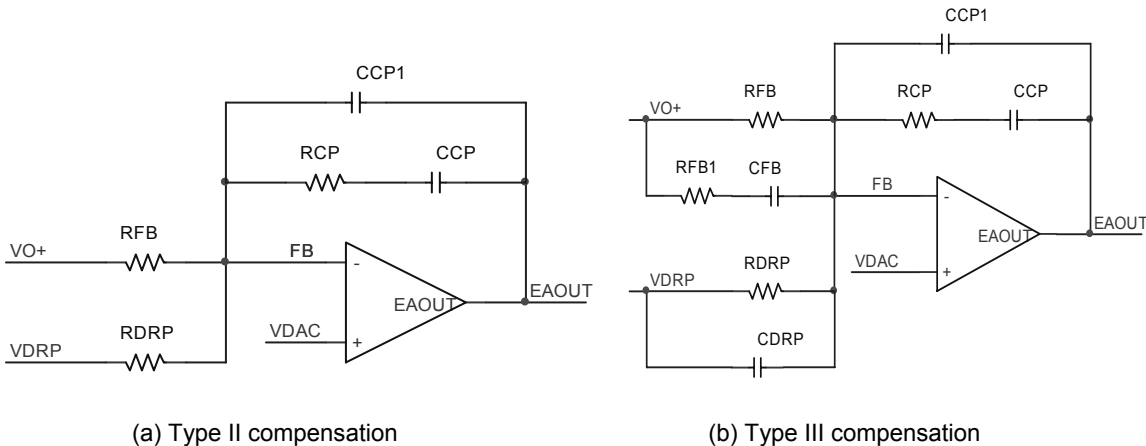 CCP1
RCP
CCP
RFB
VO+
FB
-
EAOUT
EAOUT
VDAC
+
RDRP
VDRP
(a) Type II compensation
CCP1
RFB
RCP
CCP
VO+
RFB1
CFB
FB
-
EAOUT
EAOUT
VDAC
+
RDRP
VDRP
CDRP
(b) Type III compensation